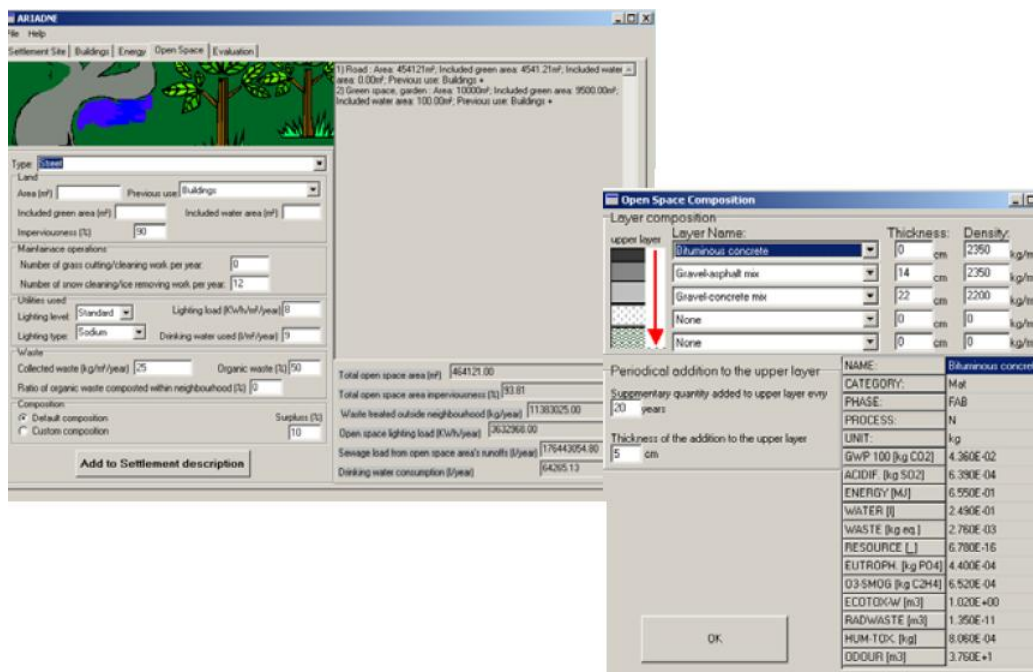 ARIADNE
File Help
Settlement Site Buildings Energy Open Space Evaluation
1) Road : Area: 454121m²; Included green area: 4541.21m²; Included water
area: 0.00m²; Previous use: Buildings +
2) Green space, garden : Area: 10000m²; Included green area: 9500.00m²;
Included water area: 100.00m²; Previous use: Buildings +
Type: Street
Land
Area (m²) Previous use: Buildings
Included green area (m²) Included water area (m²)
Imperviousness (%) 90
Maintainace operations
Number of grass cutting/cleaning work per year: 0
Number of snow cleaning/ice removing work per year: 12
Utilities used
Lighting level: Standard Lighting load (KWh/m²/year) 8
Lighting type: Sodium Drinking water used (l/m²/year) 9
Waste
Collected waste (kg/m²/year) 25 Organic waste (%) 50
Ratio of organic waste composted within neighbourhood (%) 0
Composition
Default composition Surpluss (%)
Custom composition 10
Add to Settlement description
Total open space area (m²) 464121.00
Total open space area imperviousness (%) 93.81
Waste treated outside neighbourhood (kg/year) 11383025.00
Open space lighting load (KWh/year) 3632968.00
Sewage load from open space area's runoffs (l/year) 176443054.80
Drinking water consumption (l/year) 64265.13
Open Space Composition
Layer composition
upper layer Layer Name: Thickness: Density:
Bituminous concrete 0 cm 2350 kg/m
Gravel-asphalt mix 14 cm 2350 kg/m
Gravel-concrete mix 22 cm 2200 kg/m
None 0 cm 0 kg/m
None 0 cm 0 kg/m
Periodical addition to the upper layer
Suppmentary quantity added to upper layer evry
20 years
Thickness of the addition to the upper layer
5 cm
OK
NAME: Bituminous concret
CATEGORY: Mat
PHASE: FAB
PROCESS: N
UNIT: kg
GWP 100 [kg CO2] 4.360E-02
ACIDIF. [kg SO2] 6.390E-04
ENERGY [MJ] 6.550E-01
WATER [l] 2.490E-01
WASTE [kg eq.] 2.760E-03
RESOURCE [_] 6.780E-16
EUTROPH. [kg PO4] 4.400E-04
O3-SMOG [kg C2H4] 6.520E-04
ECOTOX-W [m3] 1.020E+00
RADWASTE [m3] 1.350E-11
HUM-TOX. [kg] 8.060E-04
ODOUR [m3] 3.760E+1